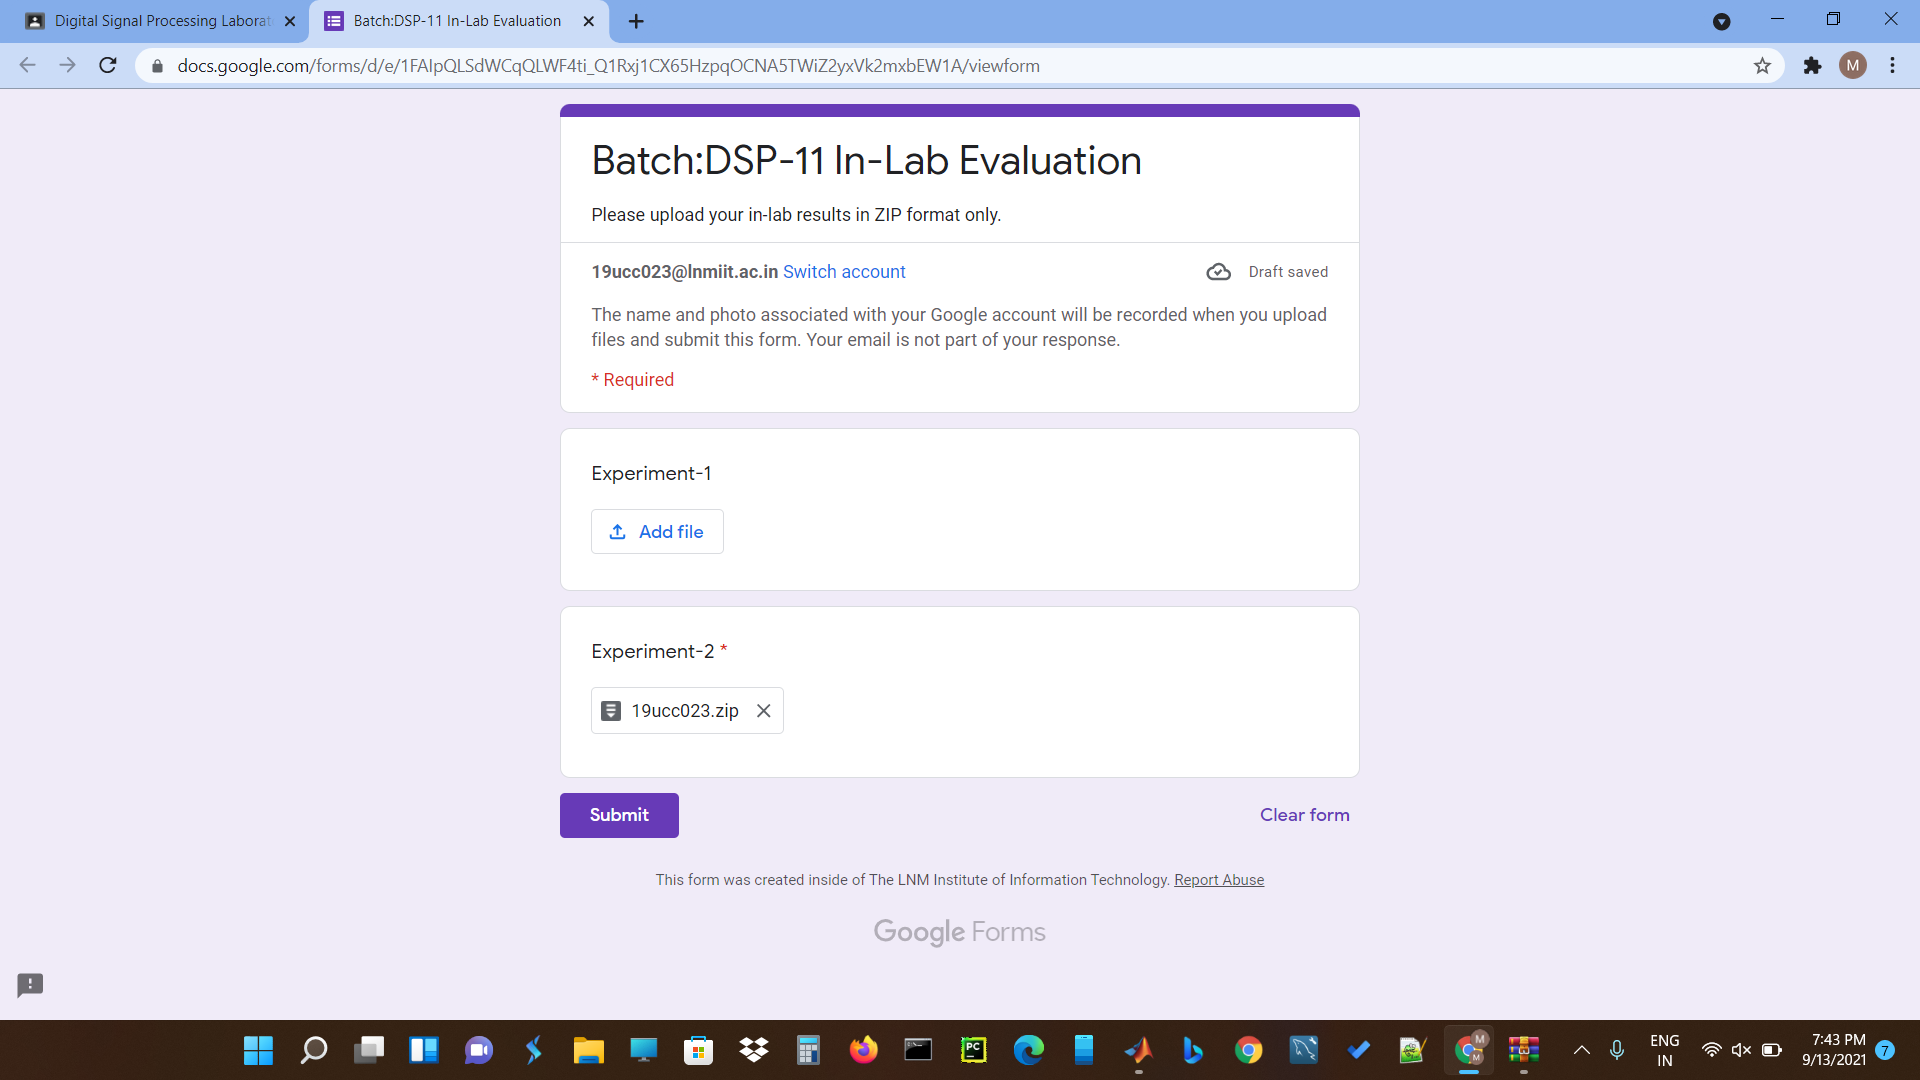 Digital Signal Processing Laborat
Batch:DSP-11 In-Lab Evaluation
docs.google.com/forms/d/e/1FAIpQLSdWCqQLWF4ti_Q1Rxj1CX65HzpqOCNA5TWiZ2yxVk2mxbEW1A/viewform
M
Batch:DSP-11 In-Lab Evaluation
Please upload your in-lab results in ZIP format only.
19ucc023@lnmiit.ac.in Switch account
Draft saved
The name and photo associated with your Google account will be recorded when you upload
files and submit this form. Your email is not part of your response.
* Required
Experiment-1
Add file
Experiment-2 *
19ucc023.zip
Submit
Clear form
This form was created inside of The LNM Institute of Information Technology. Report Abuse
Google Forms
PC
M
M
ENG
IN
7:43 PM
9/13/2021
7